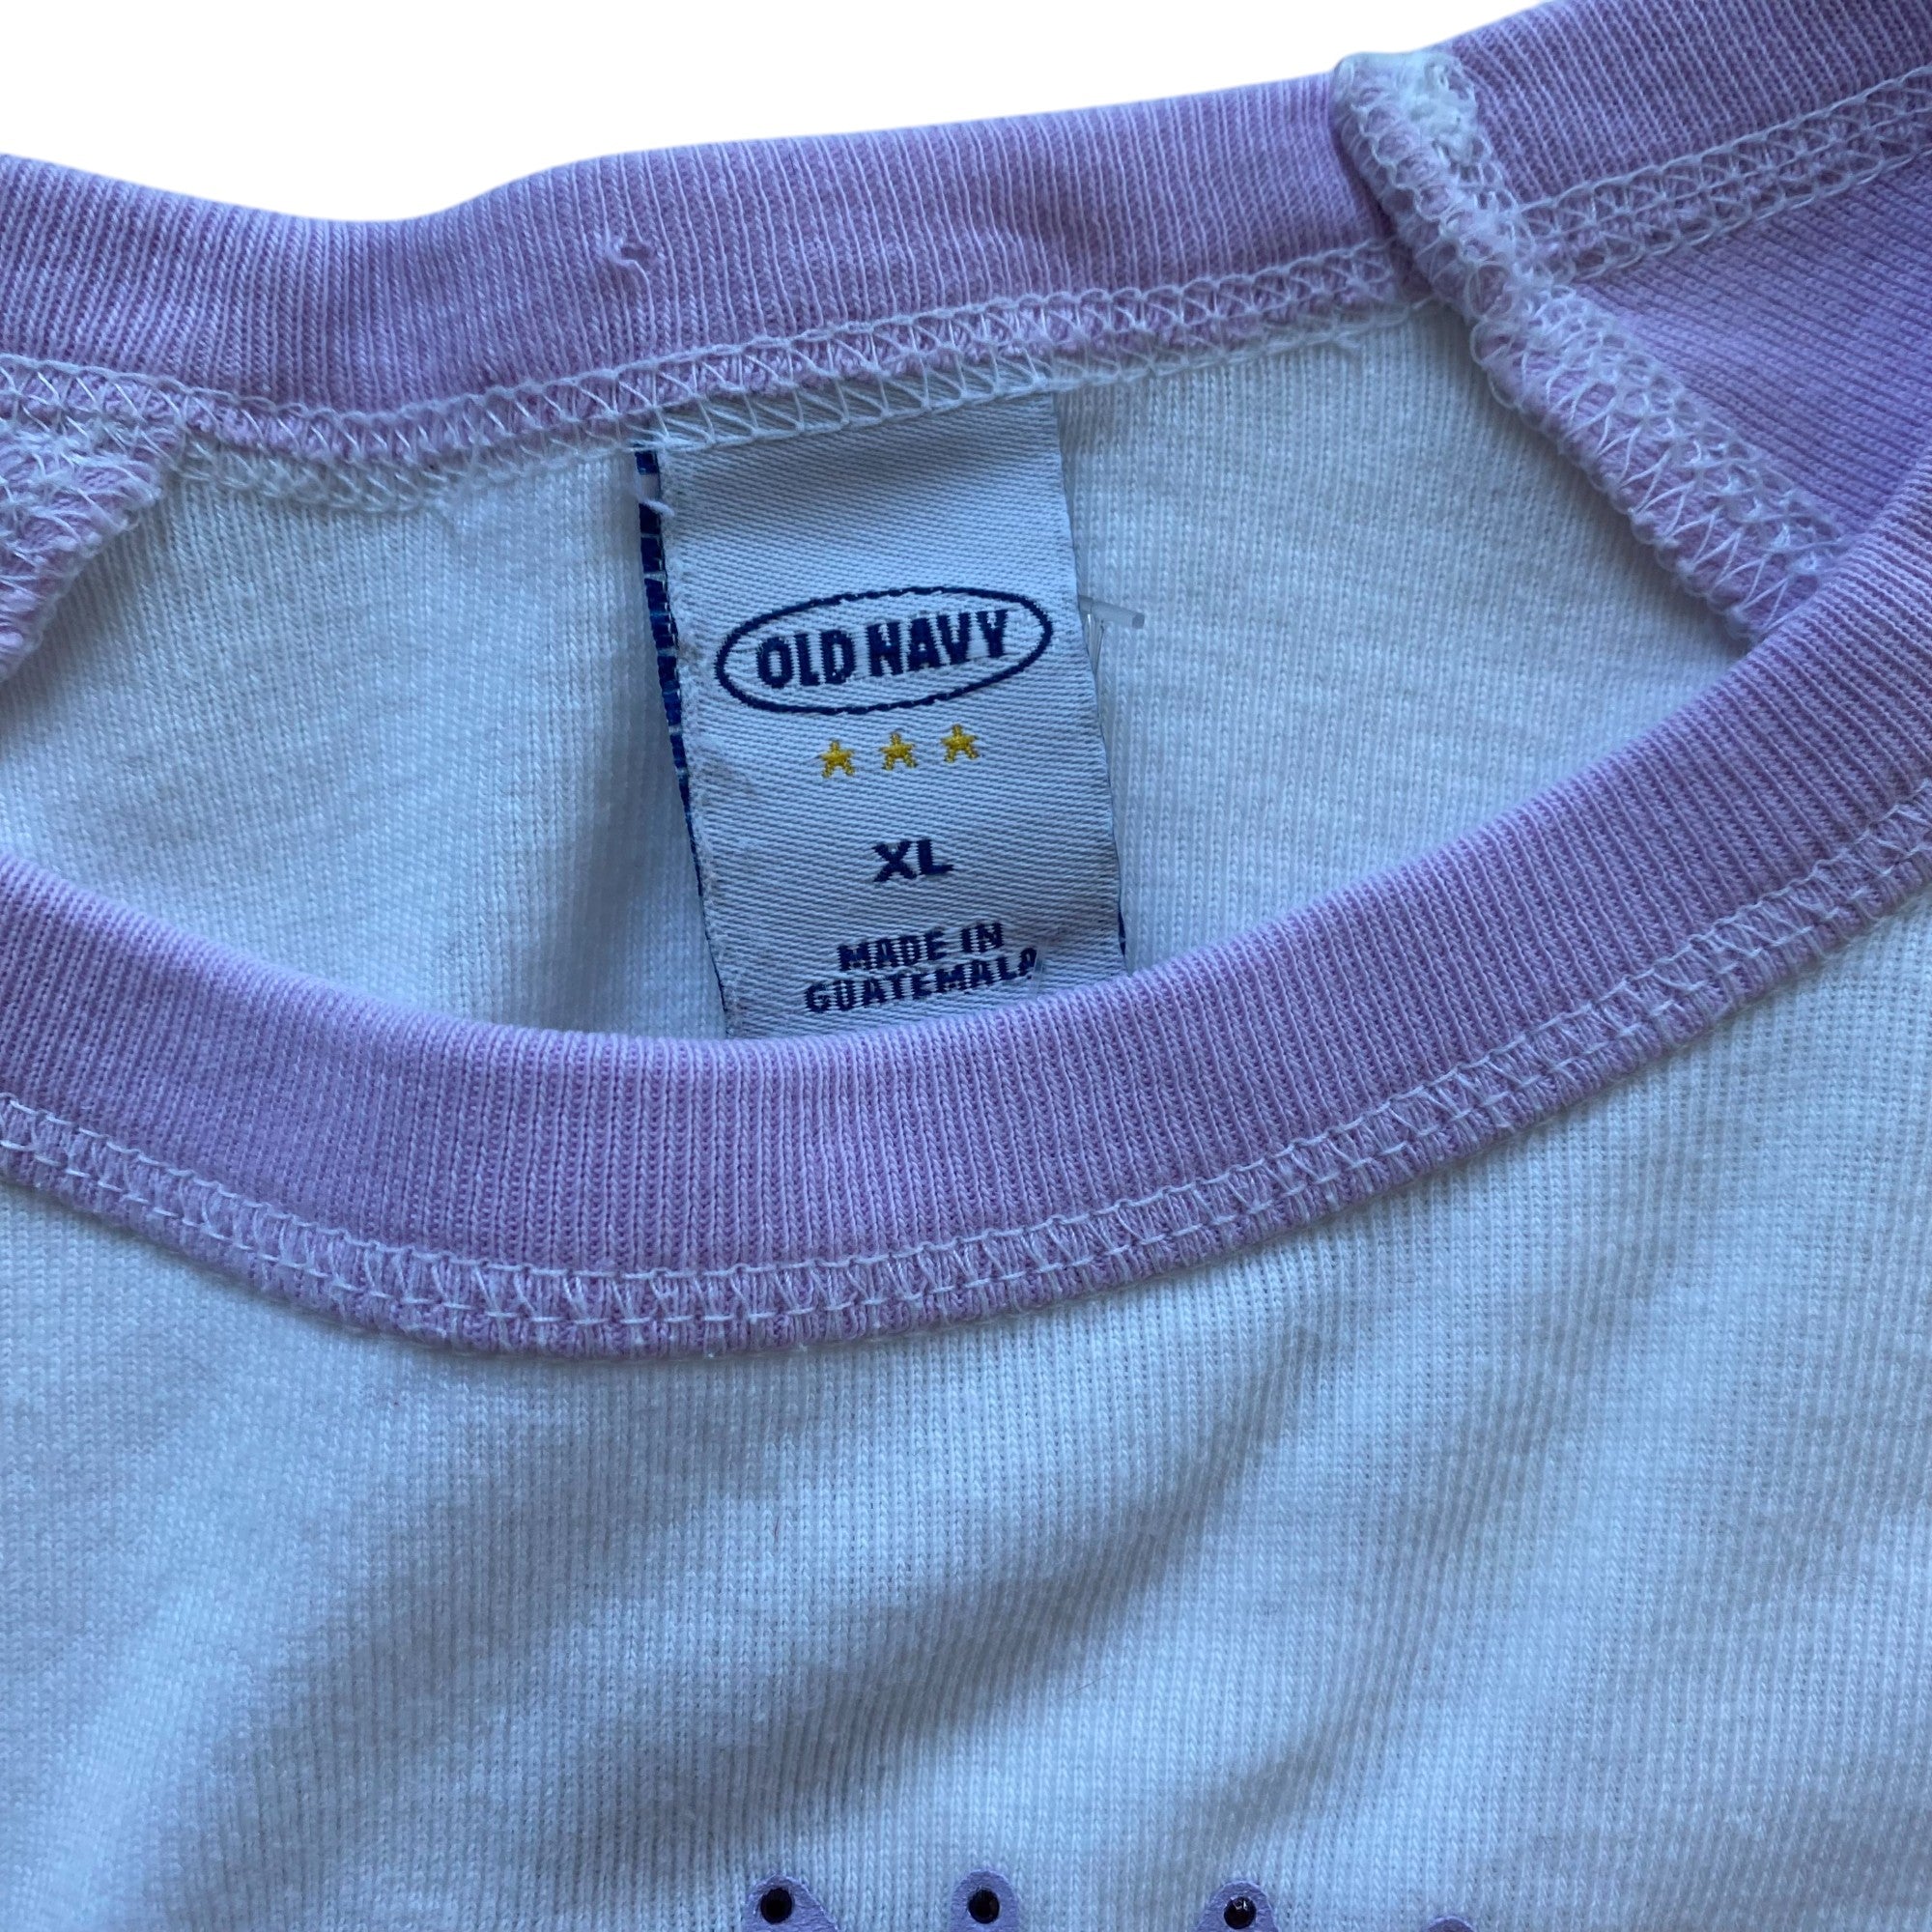 OLD NAVY
XL
MADE IN
GUATEMALA